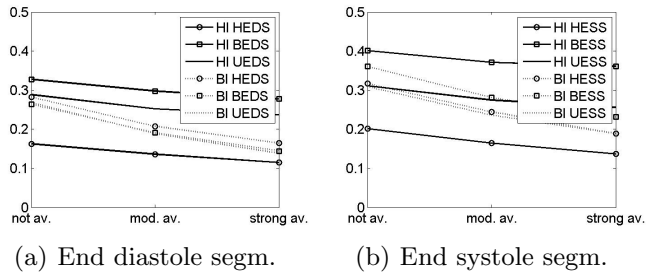 0.5
0.4
0.3
0.2
0.1
0
not av. mod. av. strong av.
HI HEDS
HI BEDS
HI UEDS
BI HEDS
BI BEDS
BI UEDS
(a) End diastole segm.
0.5
0.4
0.3
0.2
0.1
0
not av. mod. av. strong av.
HI HESS
HI BESS
HI UESS
BI HESS
BI BESS
BI UESS
(b) End systole segm.